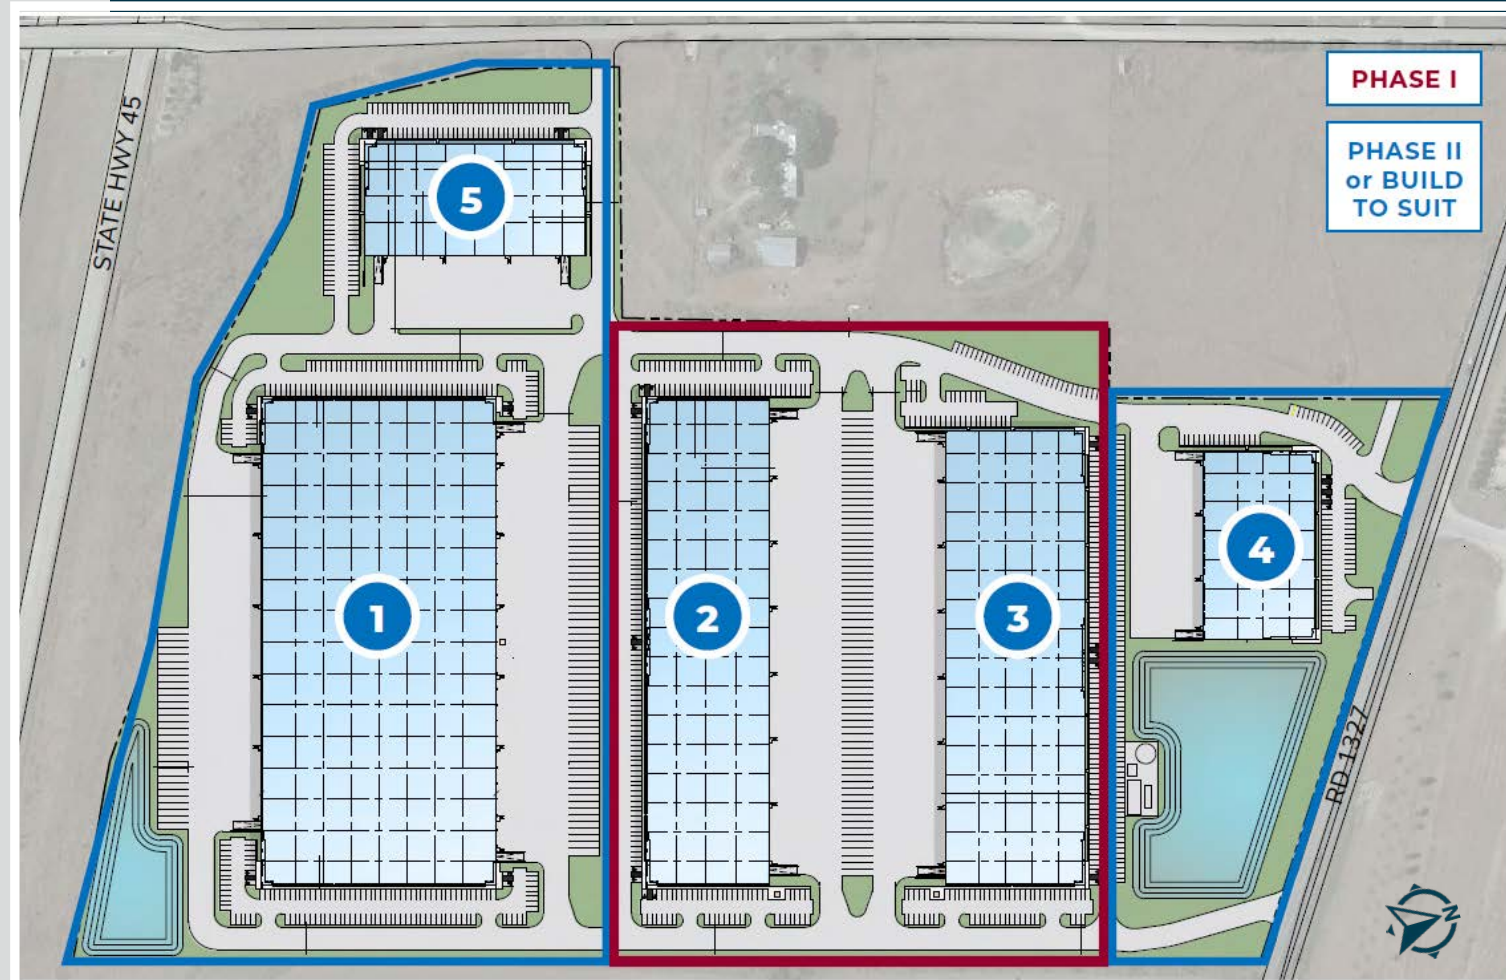 PHASE I
PHASE II
or BUILD
TO SUIT
STATE HWY 45
5
4
1
2
3
RD 1327
N